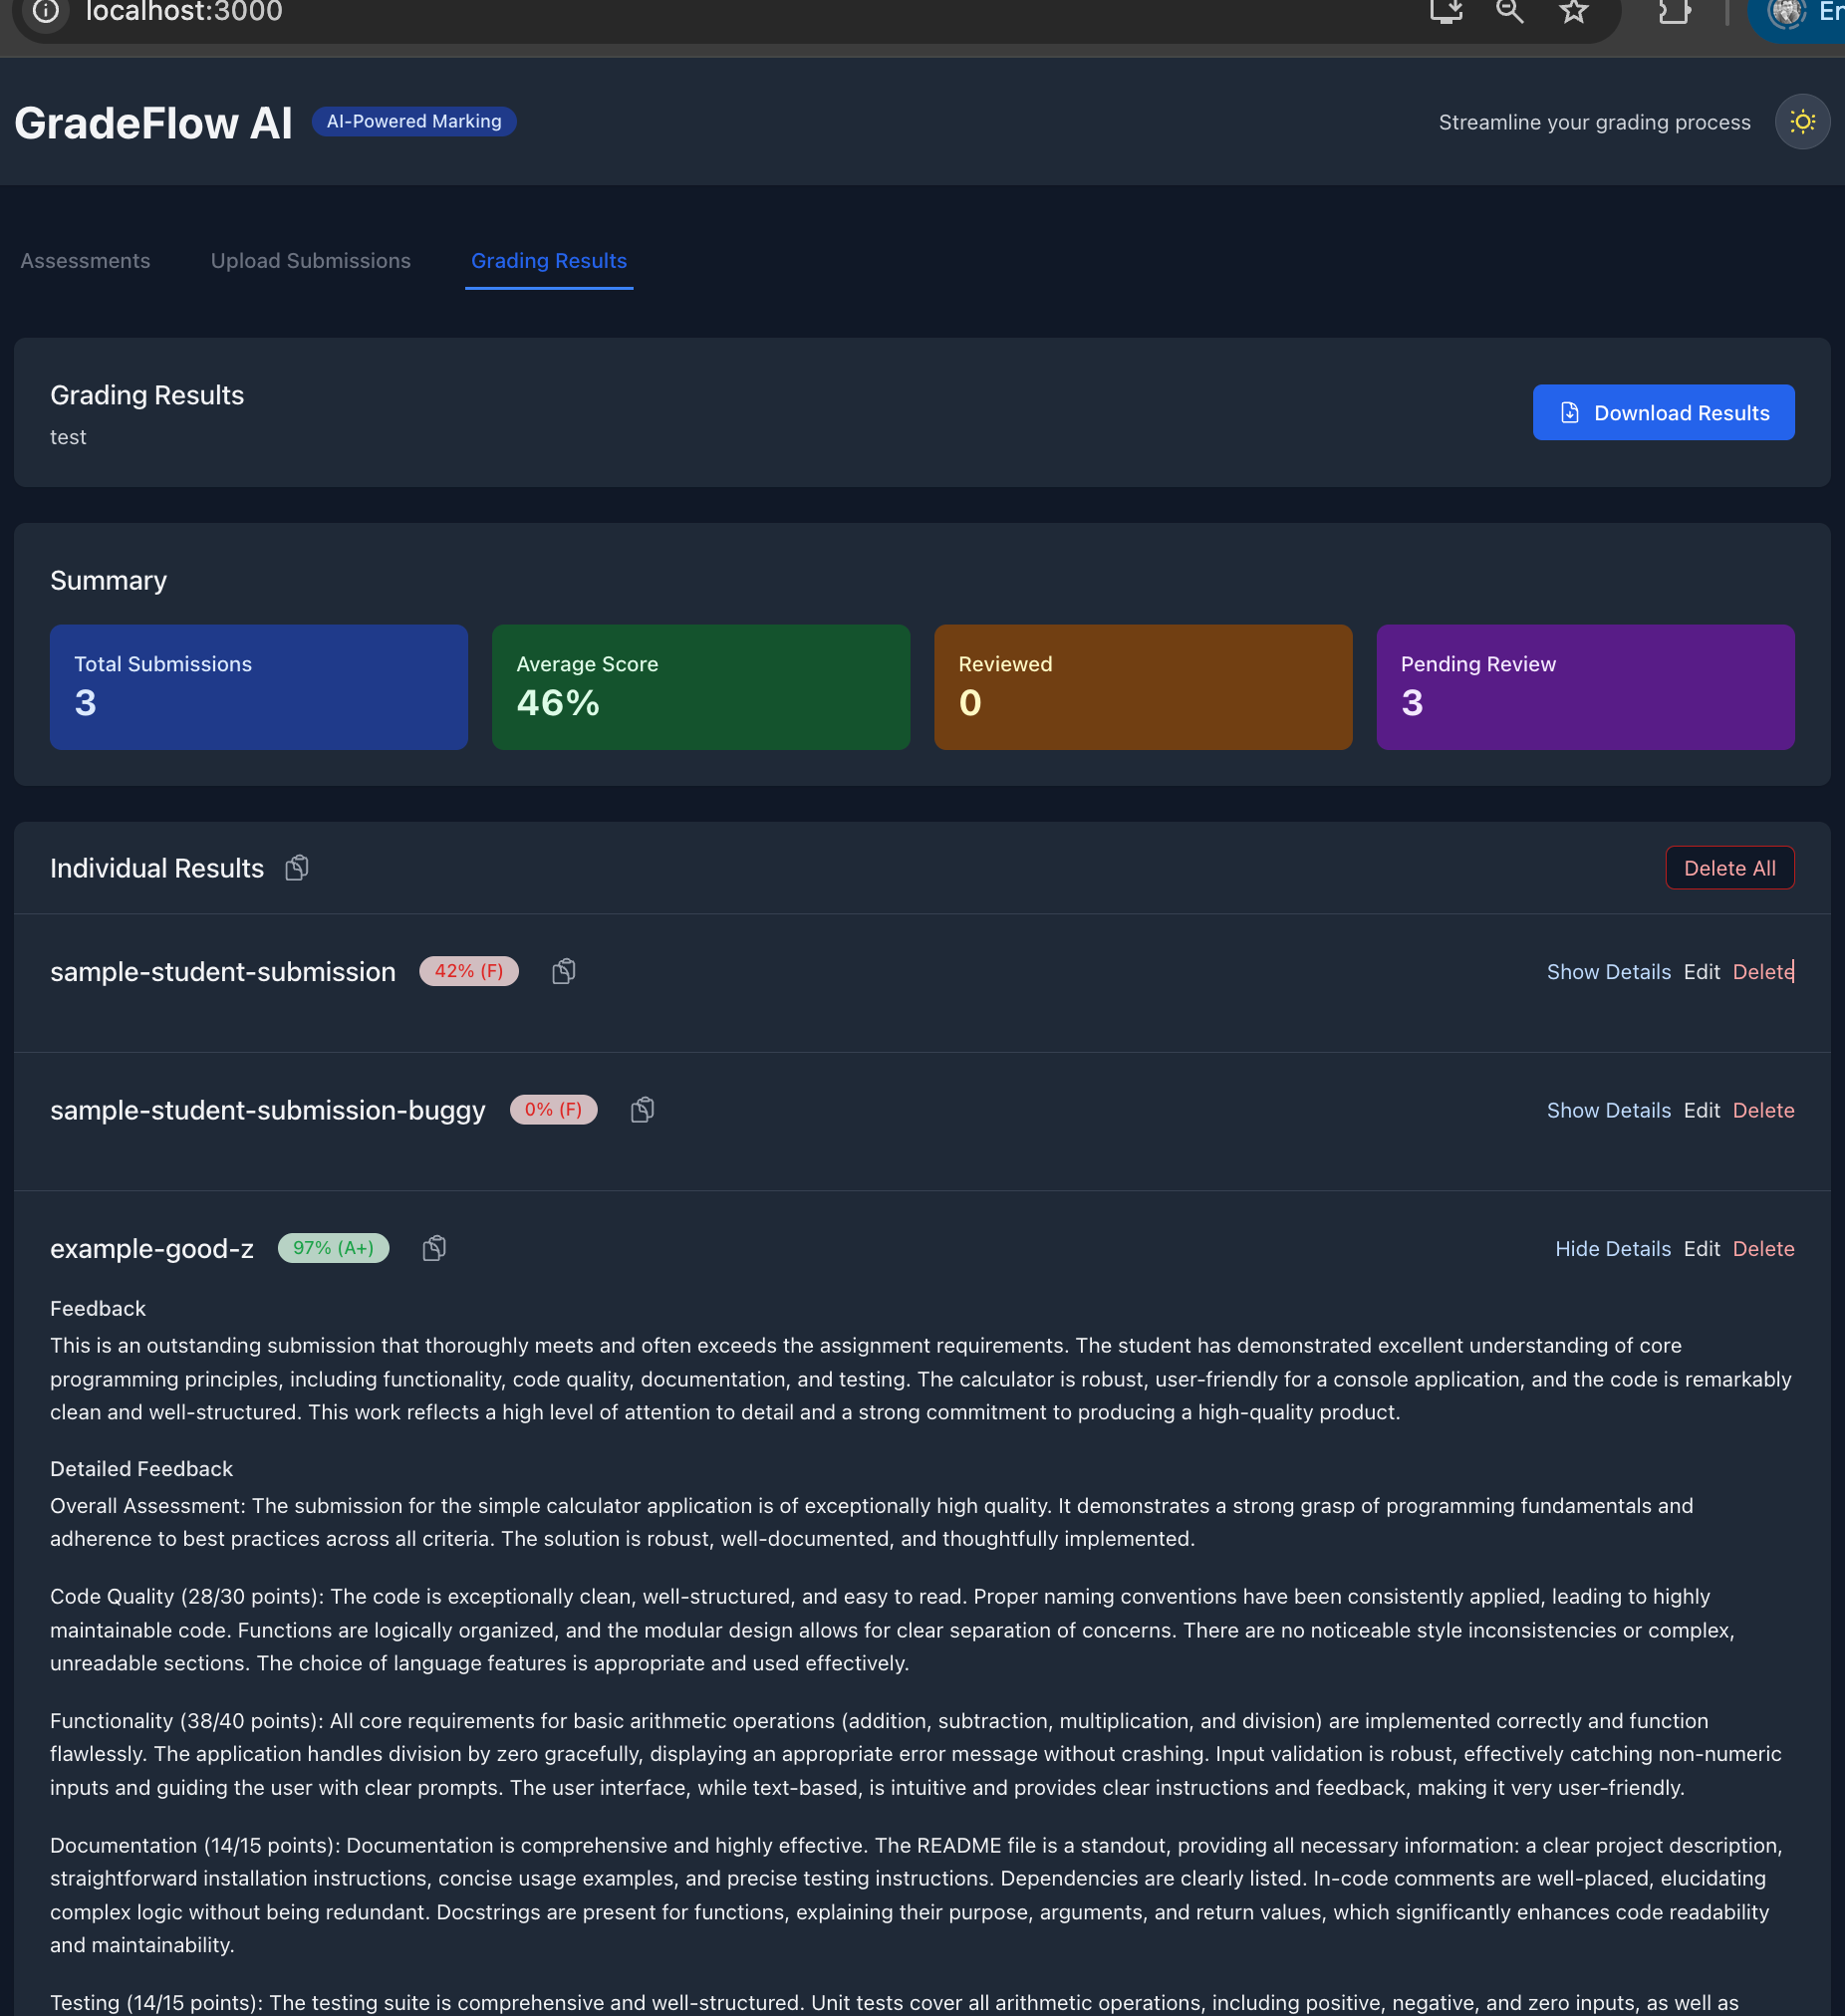 localhost:3000
GradeFlow AI
AI-Powered Marking
Streamline your grading process
Assessments
Upload Submissions
Grading Results
Grading Results
test
Download Results
Summary
Total Submissions
3
Average Score
46%
Reviewed
0
Pending Review
3
Individual Results
Delete All
sample-student-submission
42% (F)
Show Details Edit Delete
sample-student-submission-buggy
0% (F)
Show Details Edit Delete
example-good-z
97% (A+)
Hide Details Edit Delete
Feedback
This is an outstanding submission that thoroughly meets and often exceeds the assignment requirements. The student has demonstrated excellent understanding of core
programming principles, including functionality, code quality, documentation, and testing. The calculator is robust, user-friendly for a console application, and the code is remarkably
clean and well-structured. This work reflects a high level of attention to detail and a strong commitment to producing a high-quality product.
Detailed Feedback
Overall Assessment: The submission for the simple calculator application is of exceptionally high quality. It demonstrates a strong grasp of programming fundamentals and
adherence to best practices across all criteria. The solution is robust, well-documented, and thoughtfully implemented.
Code Quality (28/30 points): The code is exceptionally clean, well-structured, and easy to read. Proper naming conventions have been consistently applied, leading to highly
maintainable code. Functions are logically organized, and the modular design allows for clear separation of concerns. There are no noticeable style inconsistencies or complex,
unreadable sections. The choice of language features is appropriate and used effectively.
Functionality (38/40 points): All core requirements for basic arithmetic operations (addition, subtraction, multiplication, and division) are implemented correctly and function
flawlessly. The application handles division by zero gracefully, displaying an appropriate error message without crashing. Input validation is robust, effectively catching non-numeric
inputs and guiding the user with clear prompts. The user interface, while text-based, is intuitive and provides clear instructions and feedback, making it very user-friendly.
Documentation (14/15 points): Documentation is comprehensive and highly effective. The README file is a standout, providing all necessary information: a clear project description,
straightforward installation instructions, concise usage examples, and precise testing instructions. Dependencies are clearly listed. In-code comments are well-placed, elucidating
complex logic without being redundant. Docstrings are present for functions, explaining their purpose, arguments, and return values, which significantly enhances code readability
and maintainability.
Testing (14/15 points): The testing suite is comprehensive and well-structured. Unit tests cover all arithmetic operations, including positive, negative, and zero inputs, as well as